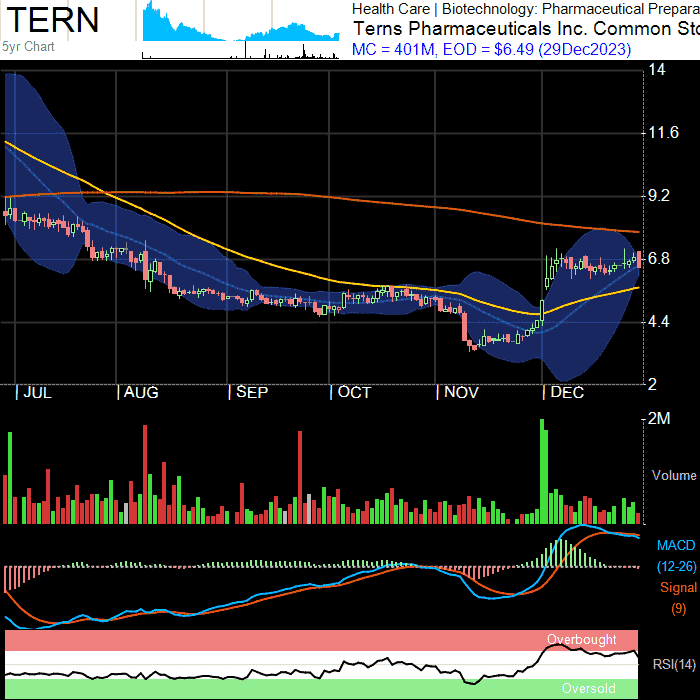 TERN
5yr Chart
Health Care | Biotechnology: Pharmaceutical Prepara
Terns Pharmaceuticals Inc. Common Sto
MC = 401M, EOD = $6.49 (29Dec2023)
14
11.6
9.2
6.8
4.4
2
| JUL | AUG | SEP | OCT | NOV | DEC
2M
Volume
MACD
(12-26)
Signal
(9)
Overbought
RSI(14)
Oversold